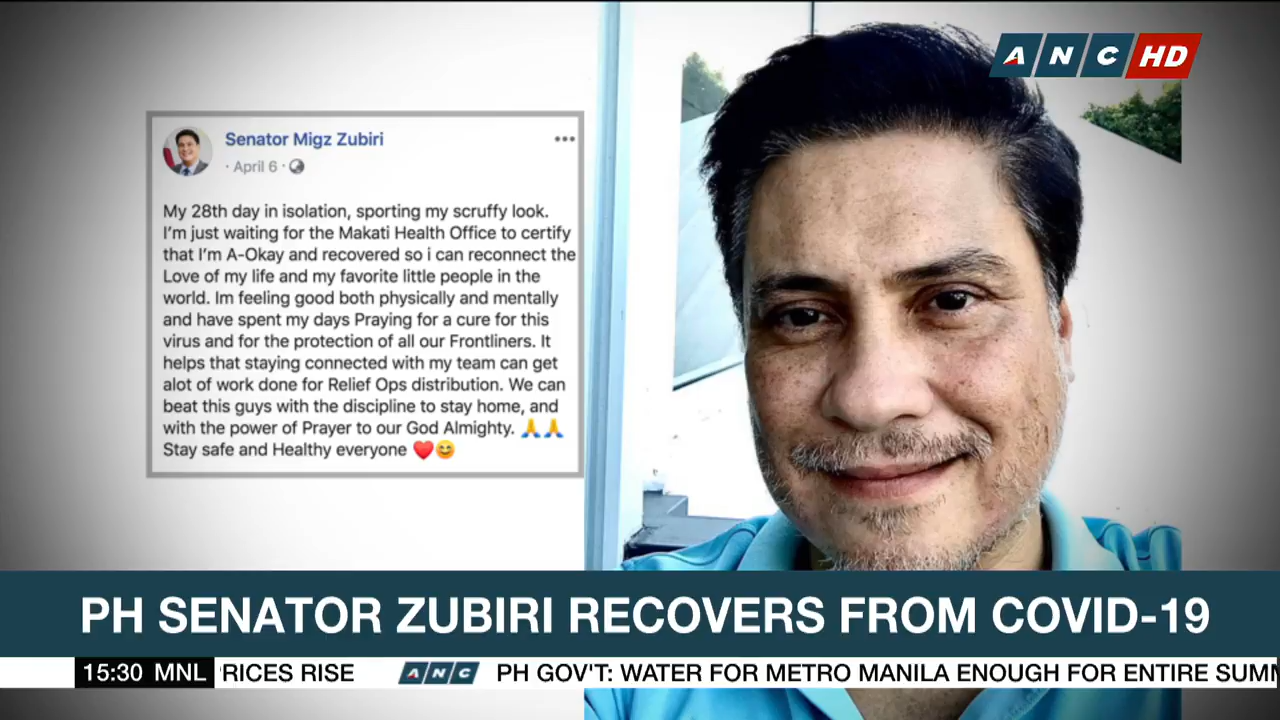 ANC HD
Senator Migz Zubiri
· April 6 ·
My 28th day in isolation, sporting my scruffy look.
I'm just waiting for the Makati Health Office to certify
that I'm A-Okay and recovered so i can reconnect the
Love of my life and my favorite little people in the
world. Im feeling good both physically and mentally
and have spent my days Praying for a cure for this
virus and for the protection of all our Frontliners. It
helps that staying connected with my team can get
alot of work done for Relief Ops distribution. We can
beat this guys with the discipline to stay home, and
with the power of Prayer to our God Almighty. 🙏🙏
Stay safe and Healthy everyone ❤️😊
PH SENATOR ZUBIRI RECOVERS FROM COVID-19
15:30 MNL RICES RISE ANC PH GOV'T: WATER FOR METRO MANILA ENOUGH FOR ENTIRE SUMM